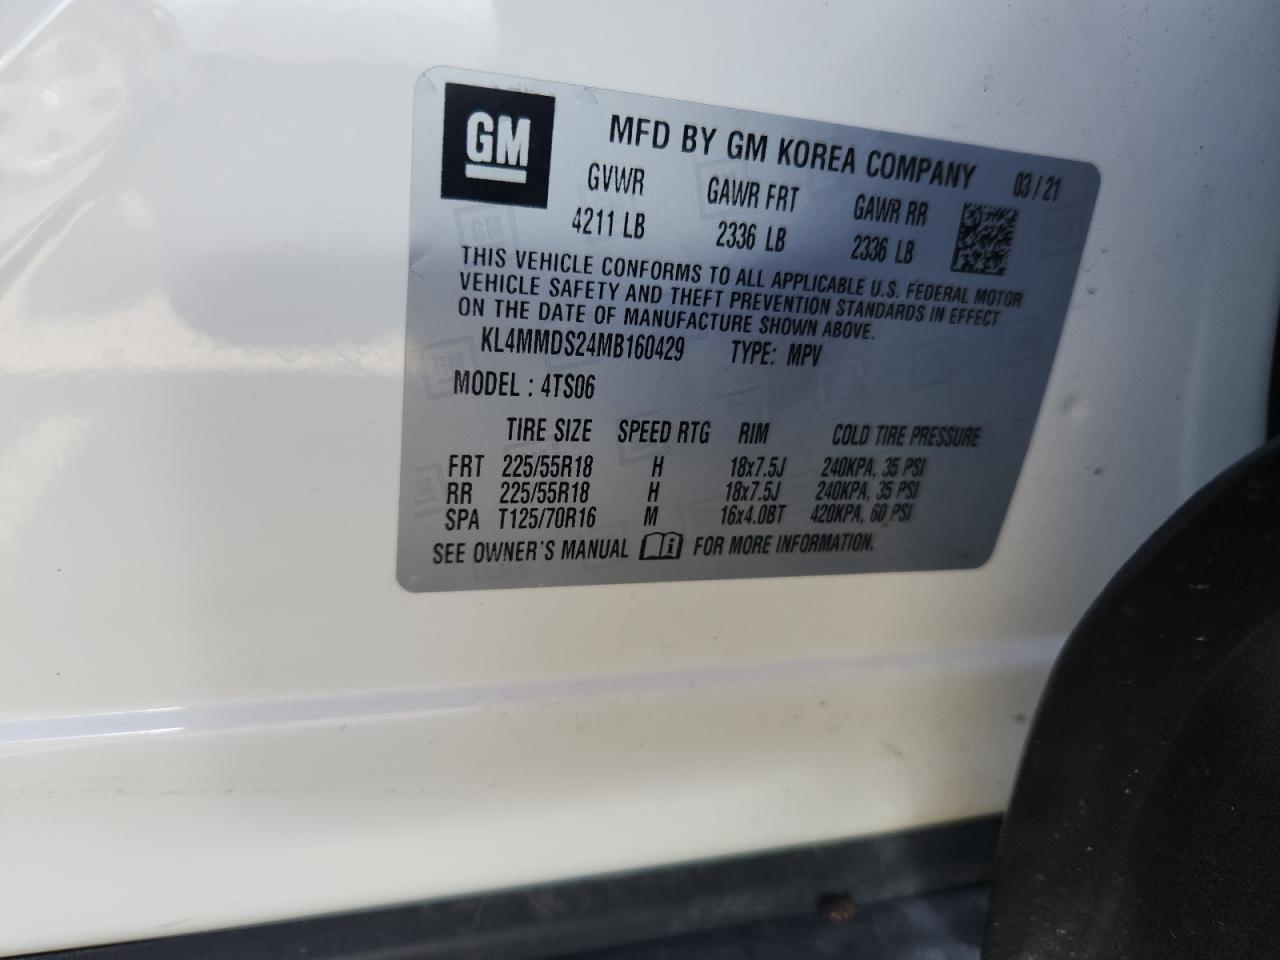 GM
MFD BY GM KOREA COMPANY 03/21
GVWR GAWR FRT GAWR RR
4211 LB 2336 LB 2336 LB
THIS VEHICLE CONFORMS TO ALL APPLICABLE U.S. FEDERAL MOTOR
VEHICLE SAFETY AND THEFT PREVENTION STANDARDS IN EFFECT
ON THE DATE OF MANUFACTURE SHOWN ABOVE.
KL4MMDS24MB160429 TYPE: MPV
MODEL : 4TS06
TIRE SIZE SPEED RTG RIM COLD TIRE PRESSURE
FRT 225/55R18 H 18x7.5J 240KPA, 35 PSI
RR 225/55R18 H 18x7.5J 240KPA, 35 PSI
SPA T125/70R16 M 16x4.0BT 420KPA, 60 PSI
SEE OWNER'S MANUAL i FOR MORE INFORMATION.